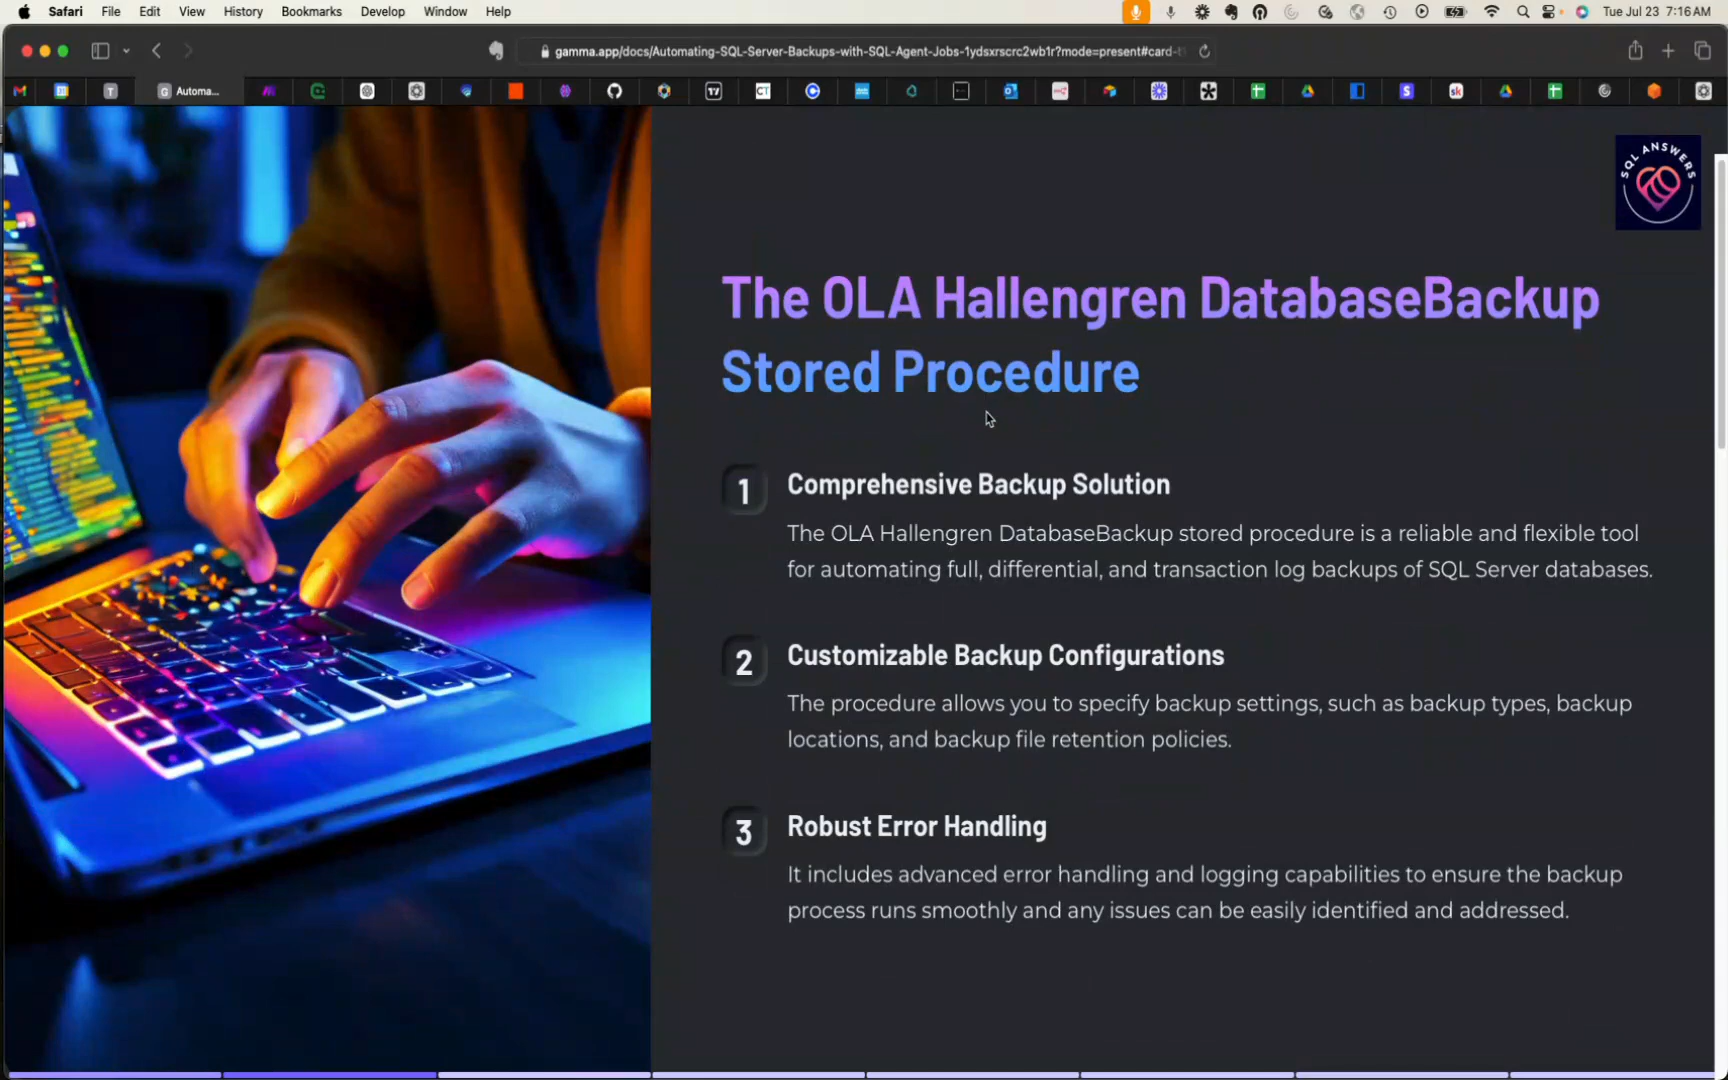 Safari File Edit View History Bookmarks Develop Window Help Tue Jul 23 7:16 AM
gamma.app/docs/Automating-SQL-Server-Backups-with-SQL-Agent-Jobs-1ydsxrscrc2wb1r?mode=present#card-
Automa...
SQL ANSWERS
The OLA Hallengren DatabaseBackup
Stored Procedure
1 Comprehensive Backup Solution
The OLA Hallengren DatabaseBackup stored procedure is a reliable and flexible tool
for automating full, differential, and transaction log backups of SQL Server databases.
2 Customizable Backup Configurations
The procedure allows you to specify backup settings, such as backup types, backup
locations, and backup file retention policies.
3 Robust Error Handling
It includes advanced error handling and logging capabilities to ensure the backup
process runs smoothly and any issues can be easily identified and addressed.